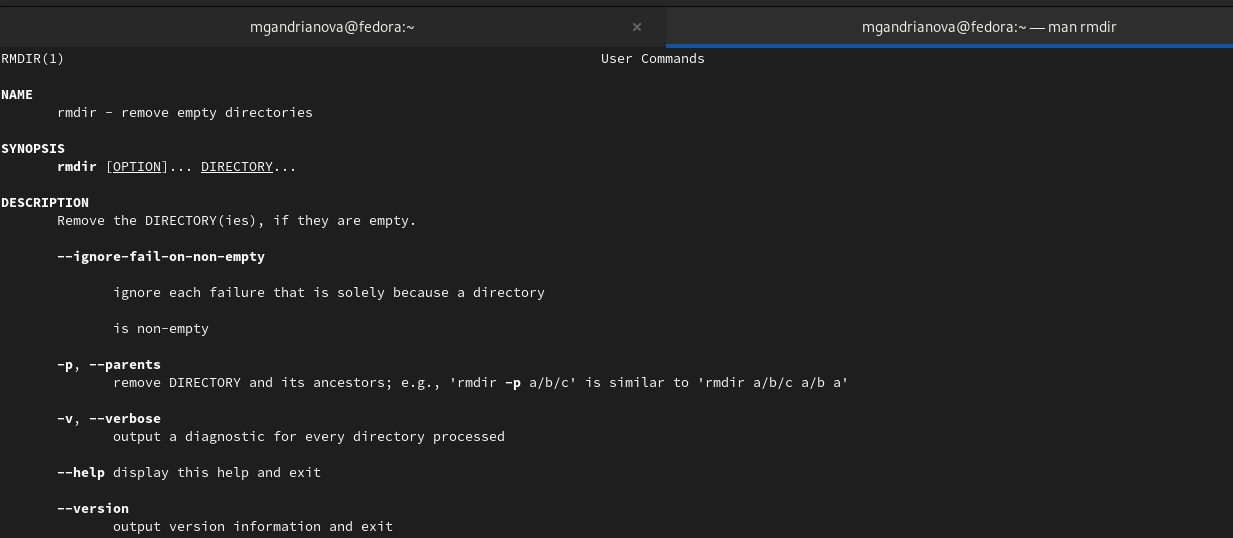 mgandrianova@fedora:~ × mgandrianova@fedora:~ — man rmdir
RMDIR(1) User Commands
NAME
rmdir - remove empty directories
SYNOPSIS
rmdir [OPTION]... DIRECTORY...
DESCRIPTION
Remove the DIRECTORY(ies), if they are empty.
--ignore-fail-on-non-empty
ignore each failure that is solely because a directory
is non-empty
-p, --parents
remove DIRECTORY and its ancestors; e.g., 'rmdir -p a/b/c' is similar to 'rmdir a/b/c a/b a'
-v, --verbose
output a diagnostic for every directory processed
--help display this help and exit
--version
output version information and exit